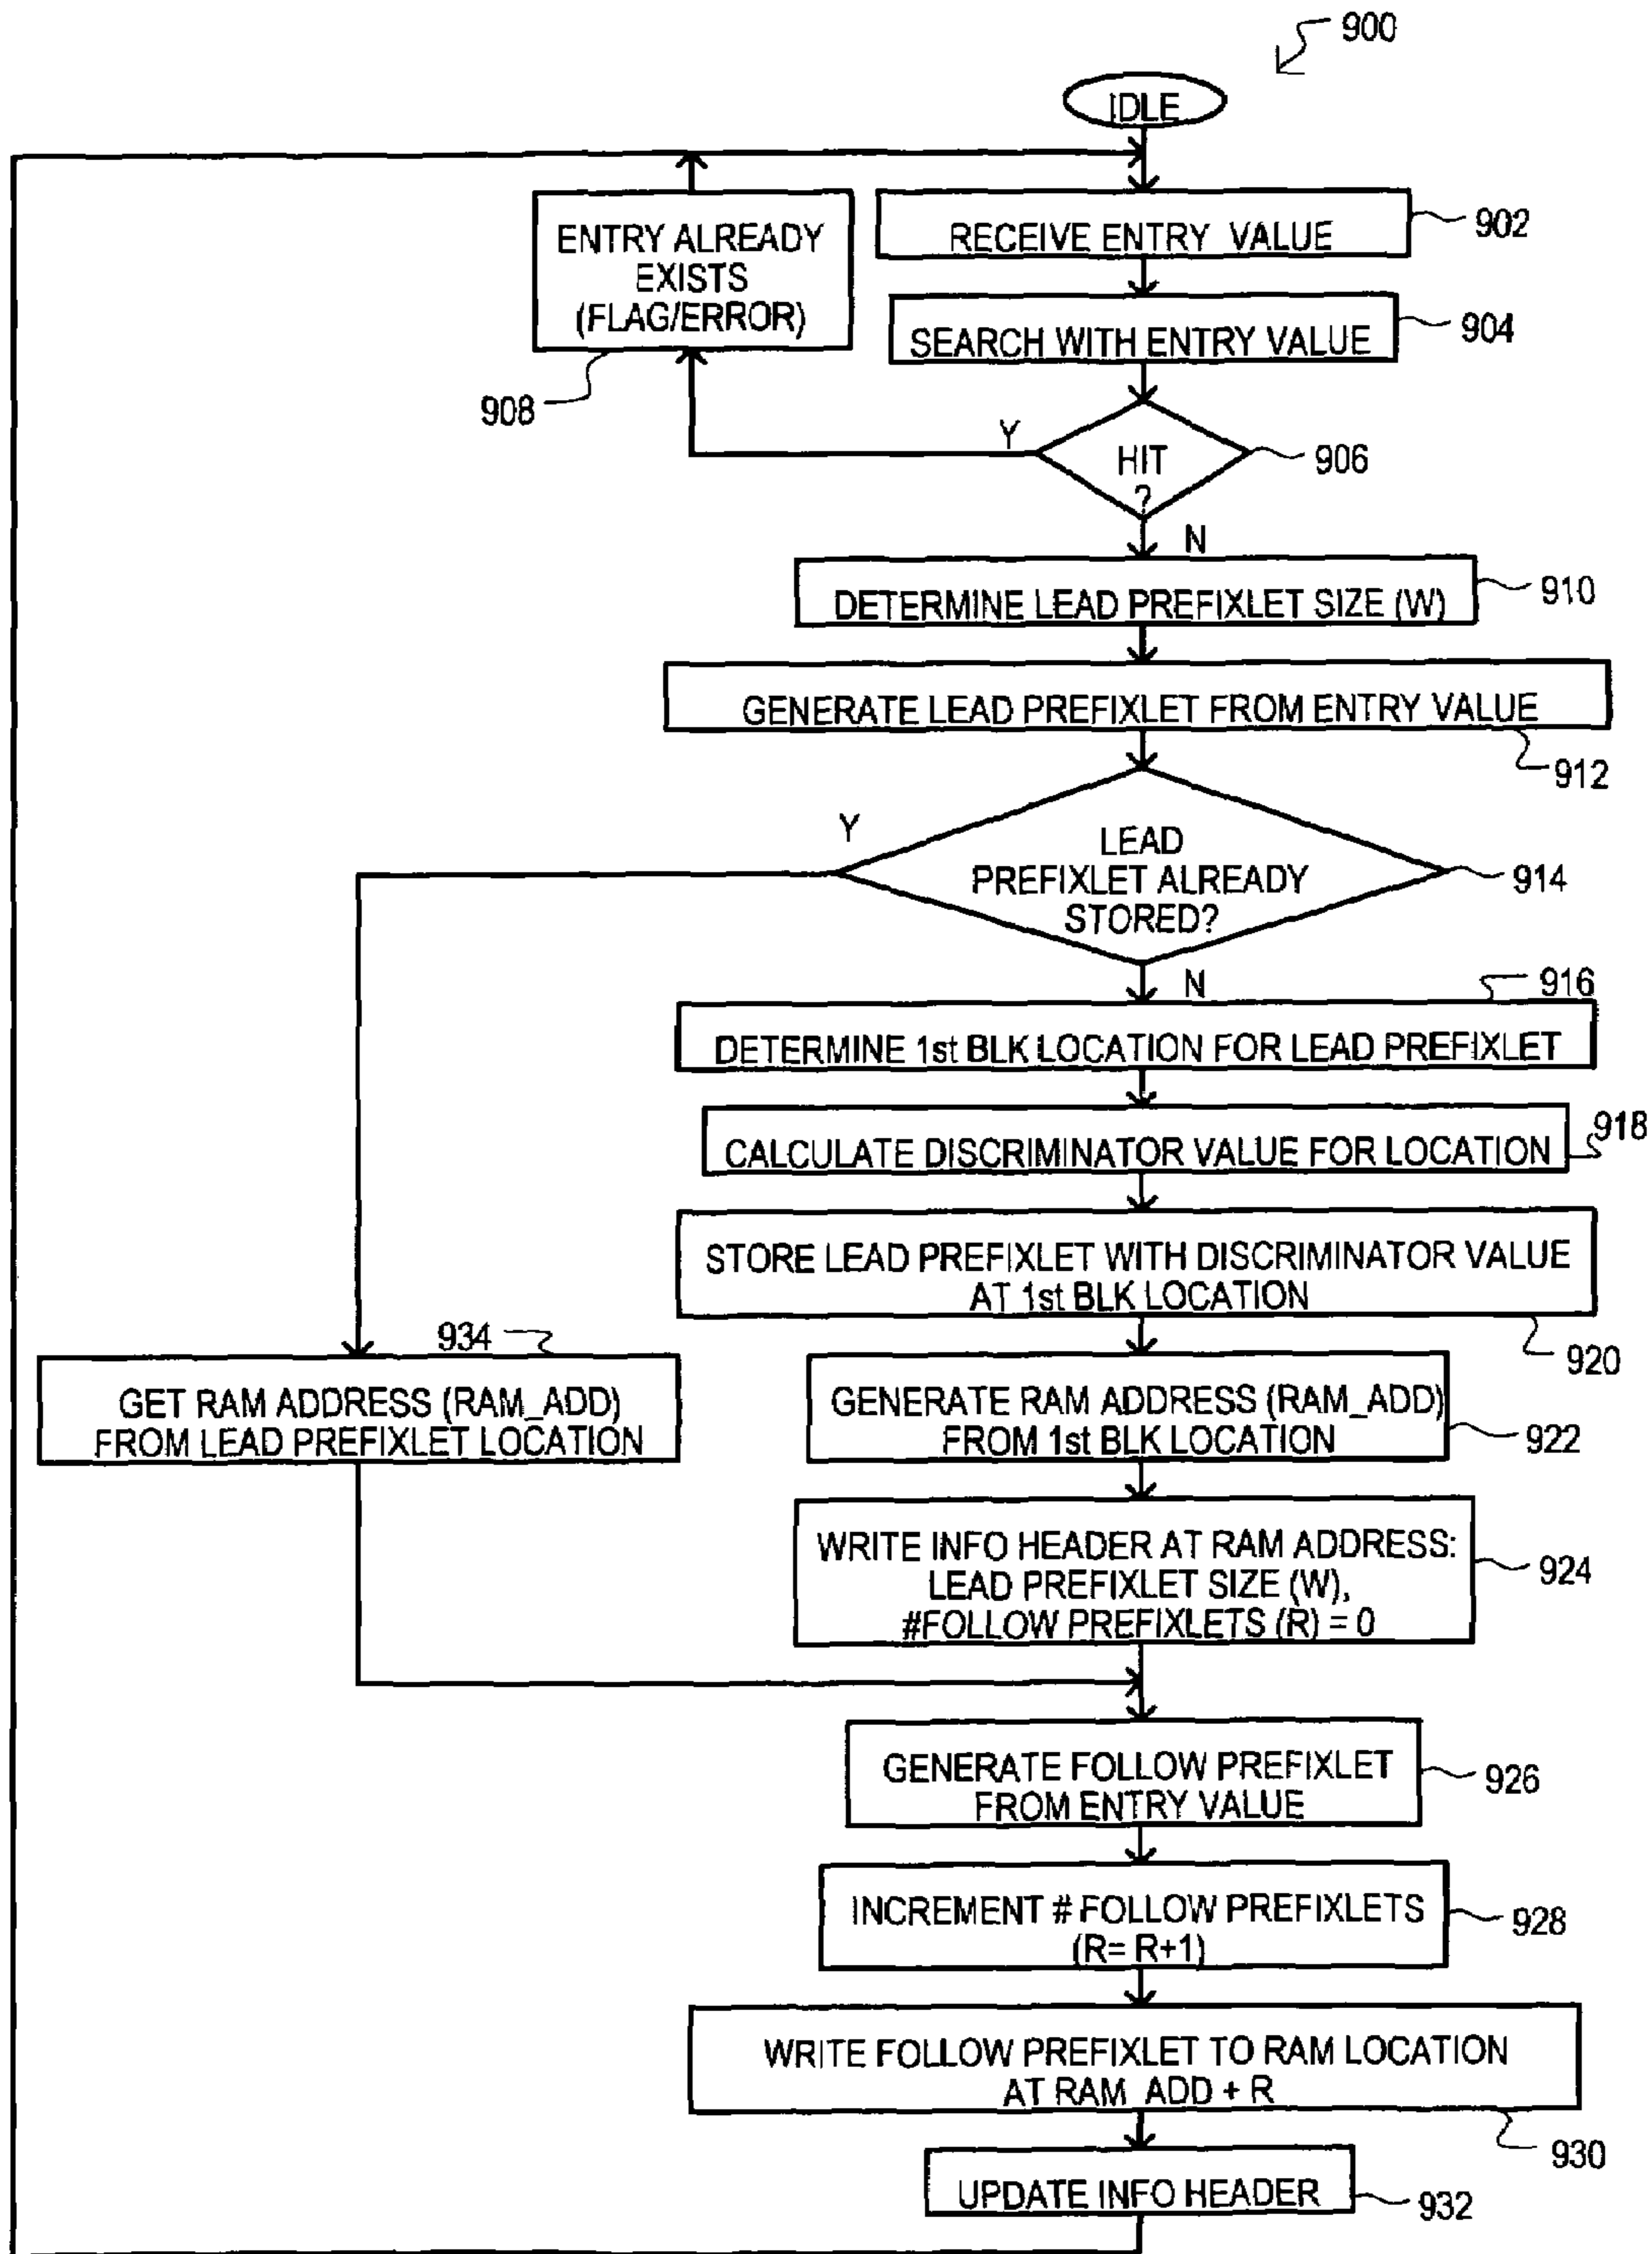 900
IDLE
ENTRY ALREADY
EXISTS
(FLAG/ERROR)
908
RECEIVE ENTRY VALUE
902
SEARCH WITH ENTRY VALUE
904
Y
HIT
?
906
N
DETERMINE LEAD PREFIXLET SIZE (W)
910
GENERATE LEAD PREFIXLET FROM ENTRY VALUE
912
Y
LEAD
PREFIXLET ALREADY
STORED?
914
N
916
DETERMINE 1st BLK LOCATION FOR LEAD PREFIXLET
CALCULATE DISCRIMINATOR VALUE FOR LOCATION
918
STORE LEAD PREFIXLET WITH DISCRIMINATOR VALUE
AT 1st BLK LOCATION
920
934
GET RAM ADDRESS (RAM_ADD)
FROM LEAD PREFIXLET LOCATION
GENERATE RAM ADDRESS (RAM_ADD)
FROM 1st BLK LOCATION
922
WRITE INFO HEADER AT RAM ADDRESS:
LEAD PREFIXLET SIZE (W),
#FOLLOW PREFIXLETS (R) = 0
924
GENERATE FOLLOW PREFIXLET
FROM ENTRY VALUE
926
INCREMENT # FOLLOW PREFIXLETS
(R= R+1)
928
WRITE FOLLOW PREFIXLET TO RAM LOCATION
AT RAM_ADD + R
930
UPDATE INFO HEADER
932